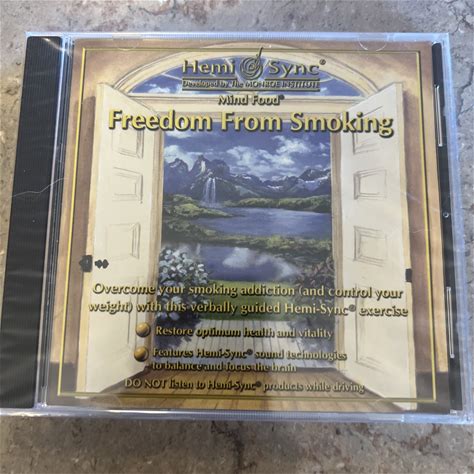 Hemi Sync®
Developed by The MONROE INSTITUTE
Mind Food®
Freedom From Smoking
Overcome your smoking addiction (and control your
weight) with this verbally guided Hemi-Sync® exercise
Restore optimum health and vitality
Features Hemi-Sync® sound technologies
to balance and focus the brain
DO NOT listen to Hemi-Sync® products while driving